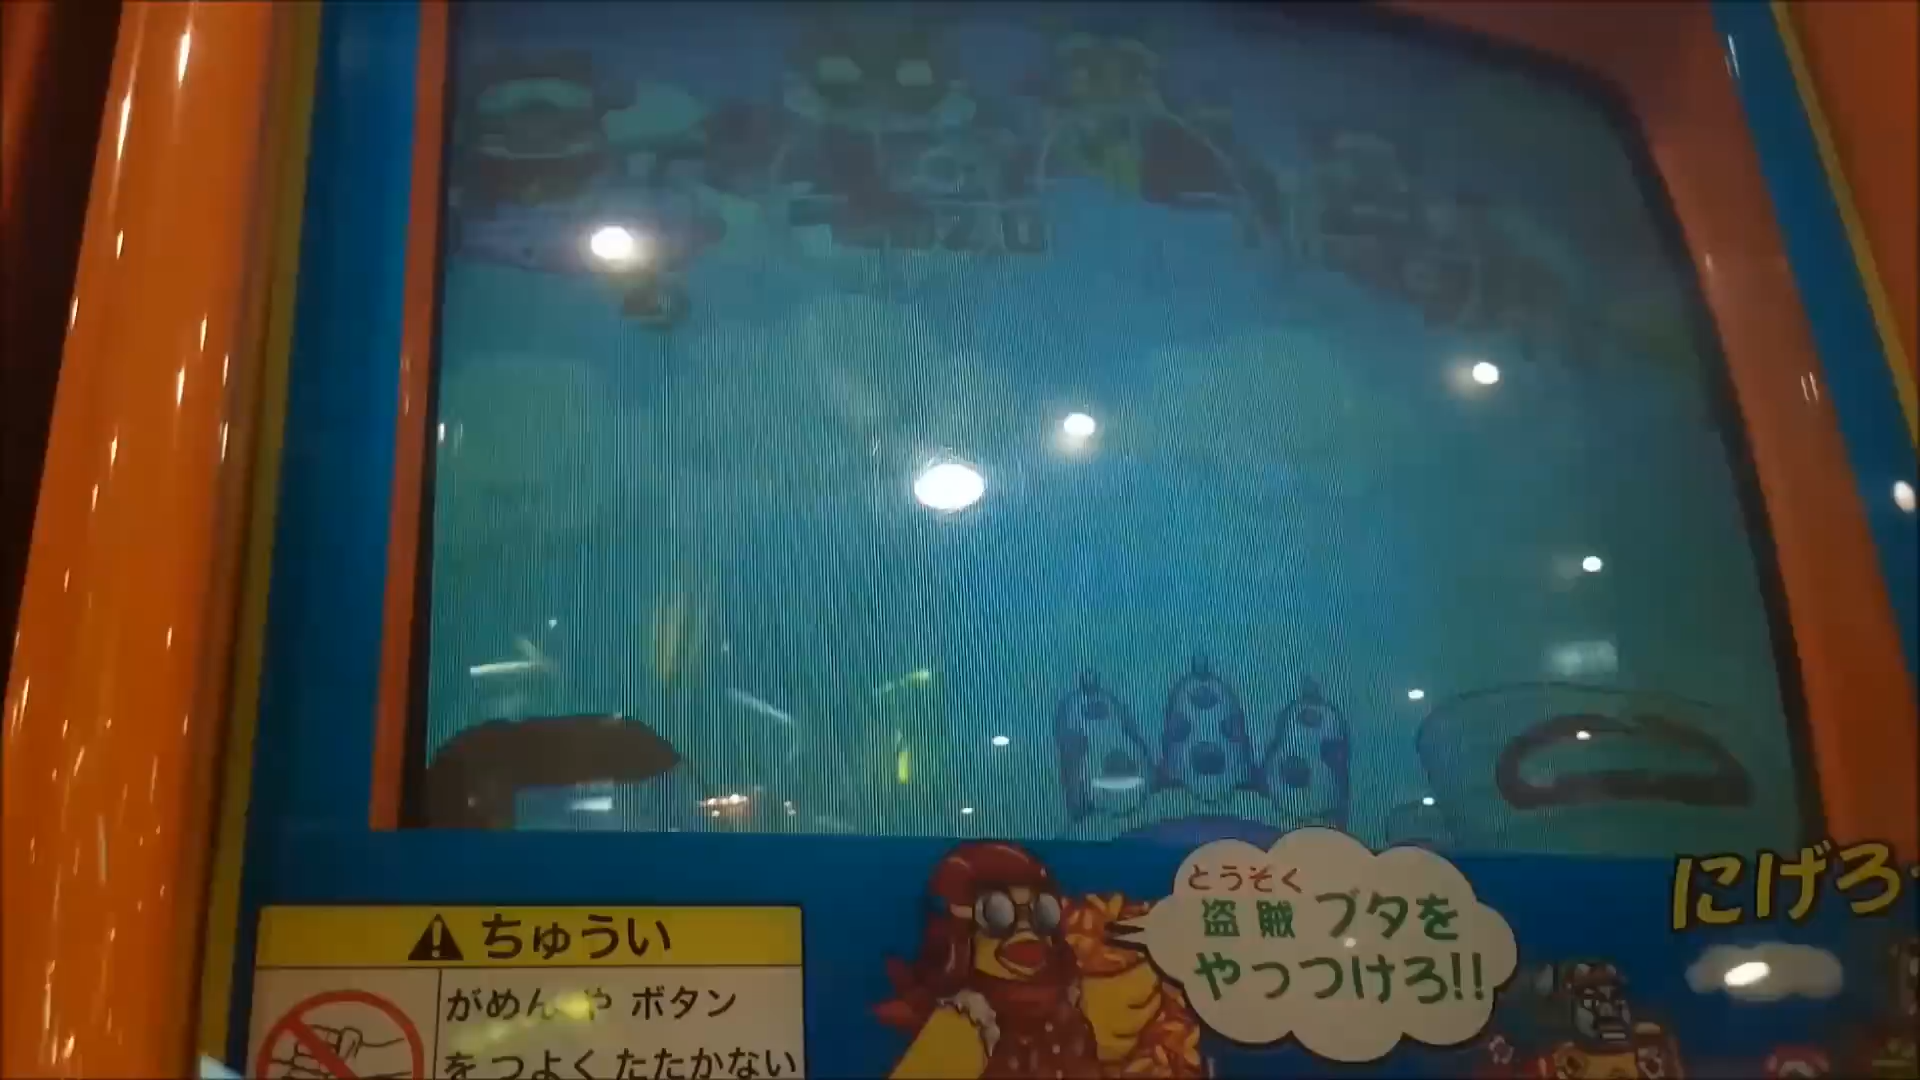 ちゅうい
がめんや ボタン
をつよくたたかない
とうぞく
盗賊ブタを
やっつけろ!!
にげろ